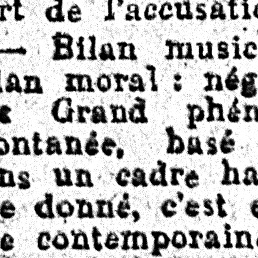 rt de l'accusatio
— Bilan music
lan moral : nég
Grand phén
ontanée, basé
ns un cadre ha
e donné, c'est e
e contemporain